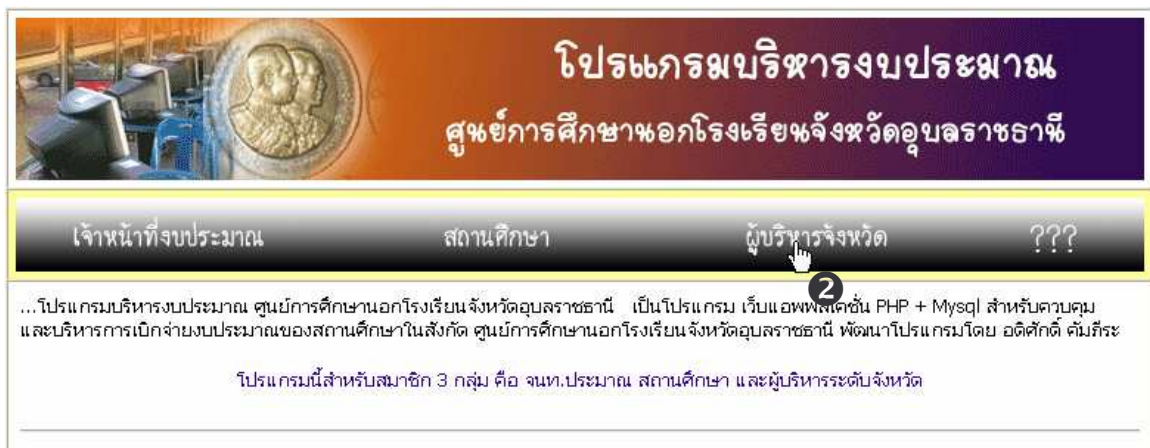 โปรแกรมบริหารงบประมาณ
ศูนย์การศึกษานอกโรงเรียนจังหวัดอุบลราชธานี
เจ้าหน้าที่งบประมาณ สถานศึกษา ผู้บริหารจังหวัด ???
2
...โปรแกรมบริหารงบประมาณ ศูนย์การศึกษานอกโรงเรียนจังหวัดอุบลราชธานี เป็นโปรแกรม เว็บแอพพลิเคชั่น PHP + Mysql สำหรับควบคุม
และบริหารการเบิกจ่ายงบประมาณของสถานศึกษาในสังกัด ศูนย์การศึกษานอกโรงเรียนจังหวัดอุบลราชธานี พัฒนาโปรแกรมโดย อดิศักดิ์ คัมภีระ
โปรแกรมนี้สำหรับสมาชิก 3 กลุ่ม คือ จนท.ประมาณ สถานศึกษา และผู้บริหารระดับจังหวัด